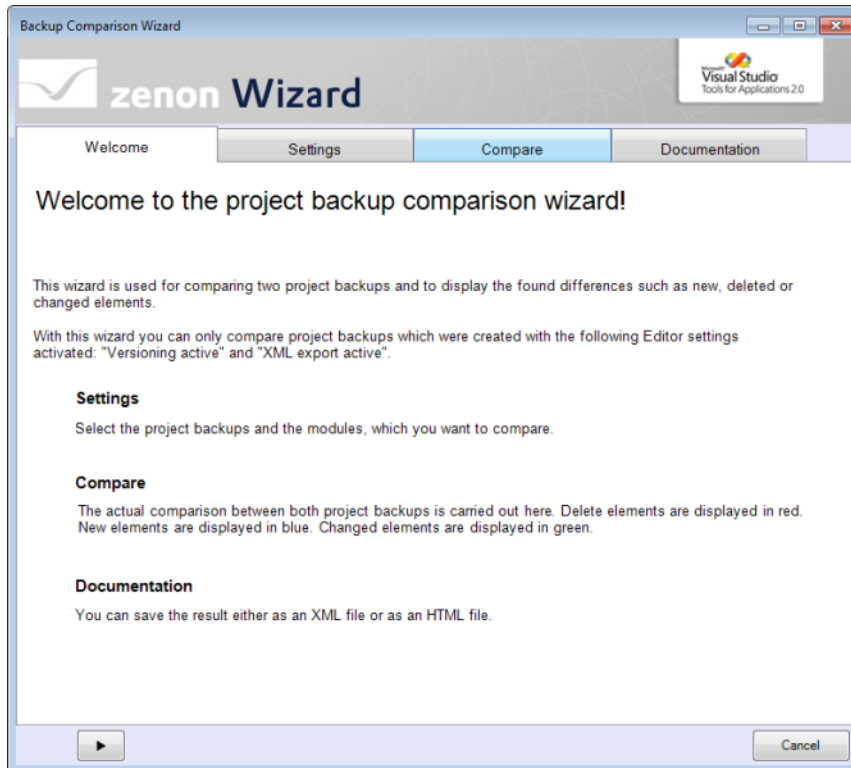 Backup Comparison Wizard
zenon Wizard
Microsoft
Visual Studio
Tools for Applications 2.0
Welcome
Settings
Compare
Documentation
Welcome to the project backup comparison wizard!
This wizard is used for comparing two project backups and to display the found differences such as new, deleted or
changed elements.
With this wizard you can only compare project backups which were created with the following Editor settings
activated: "Versioning active" and "XML export active".
Settings
Select the project backups and the modules, which you want to compare.
Compare
The actual comparison between both project backups is carried out here. Delete elements are displayed in red.
New elements are displayed in blue. Changed elements are displayed in green.
Documentation
You can save the result either as an XML file or as an HTML file.
Cancel